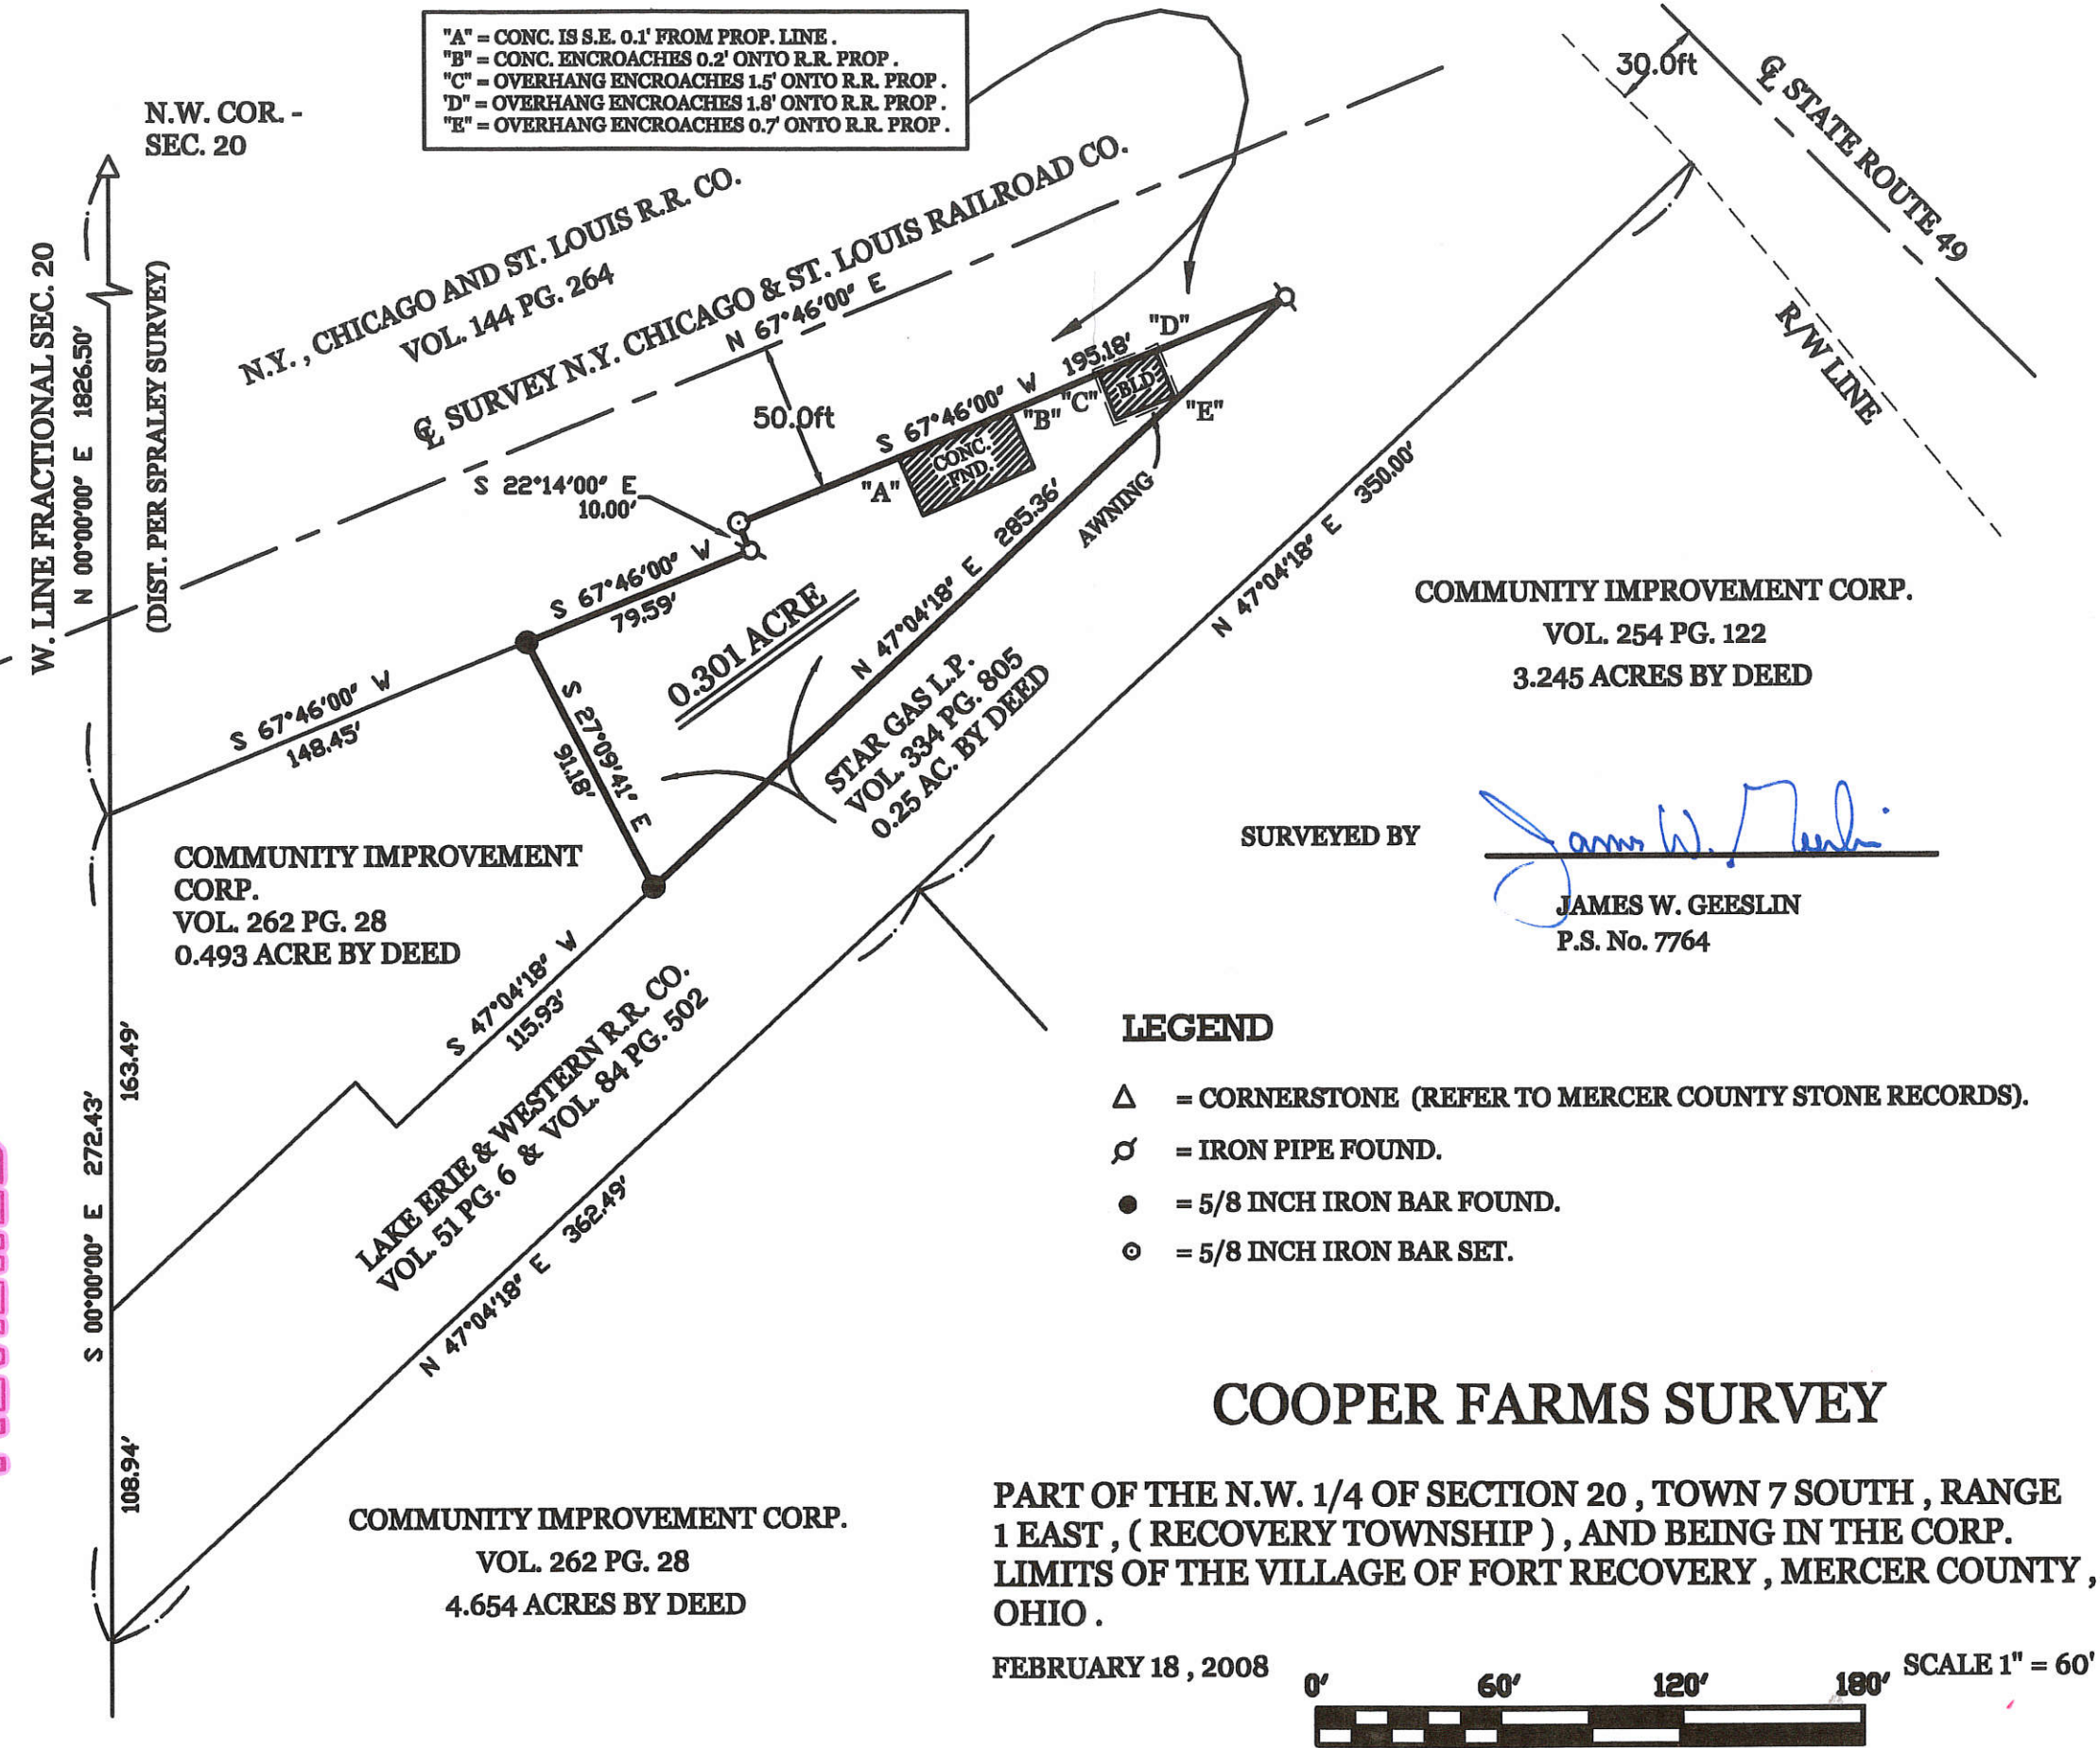 "A" = CONC. IS S.E. 0.1' FROM PROP. LINE .
"B" = CONC. ENCROACHES 0.2' ONTO R.R. PROP .
"C" = OVERHANG ENCROACHES 1.5' ONTO R.R. PROP .
'D" = OVERHANG ENCROACHES 1.8' ONTO R.R. PROP .
"E" = OVERHANG ENCROACHES 0.7' ONTO R.R. PROP .
N.W. COR. -
SEC. 20
30.0ft
℄ STATE ROUTE 49
R/W LINE
W. LINE FRACTIONAL SEC. 20
N 00°00'00" E 1826.50'
(DIST. PER SPRALEY SURVEY)
N.Y. , CHICAGO AND ST. LOUIS R.R. CO.
VOL. 144 PG. 264
℄ SURVEY N.Y. CHICAGO & ST. LOUIS RAILROAD CO.
N 67°46'00" E
50.0ft
S 67°46'00" W 195.18'
"D"
"C"
BLD
"E"
"B"
CONC.
FND.
"A"
AWNING
S 22°14'00" E
10.00'
S 67°46'00" W
79.59'
0.301 ACRE
N 47°04'18" E 285.36'
N 47°04'18" E 350.00'
STAR GAS L.P.
VOL. 334 PG. 805
0.25 AC. BY DEED
S 67°46'00" W
148.45'
S 27°09'41" E
91.18'
COMMUNITY IMPROVEMENT CORP.
VOL. 254 PG. 122
3.245 ACRES BY DEED
SURVEYED BY
James W. Geeslin
JAMES W. GEESLIN
P.S. No. 7764
COMMUNITY IMPROVEMENT
CORP.
VOL. 262 PG. 28
0.493 ACRE BY DEED
S 47°04'18" W
115.93'
LAKE ERIE & WESTERN R.R. CO.
VOL. 51 PG. 6 & VOL. 84 PG. 502
N 47°04'18" E 362.49'
163.49'
S 00°00'00" E 272.43'
108.94'
LEGEND
△ = CORNERSTONE (REFER TO MERCER COUNTY STONE RECORDS).
= IRON PIPE FOUND.
● = 5/8 INCH IRON BAR FOUND.
⊙ = 5/8 INCH IRON BAR SET.
COMMUNITY IMPROVEMENT CORP.
VOL. 262 PG. 28
4.654 ACRES BY DEED
COOPER FARMS SURVEY
PART OF THE N.W. 1/4 OF SECTION 20 , TOWN 7 SOUTH , RANGE
1 EAST , ( RECOVERY TOWNSHIP ) , AND BEING IN THE CORP.
LIMITS OF THE VILLAGE OF FORT RECOVERY , MERCER COUNTY ,
OHIO .
FEBRUARY 18 , 2008
0' 60' 120' 180'
SCALE 1" = 60'